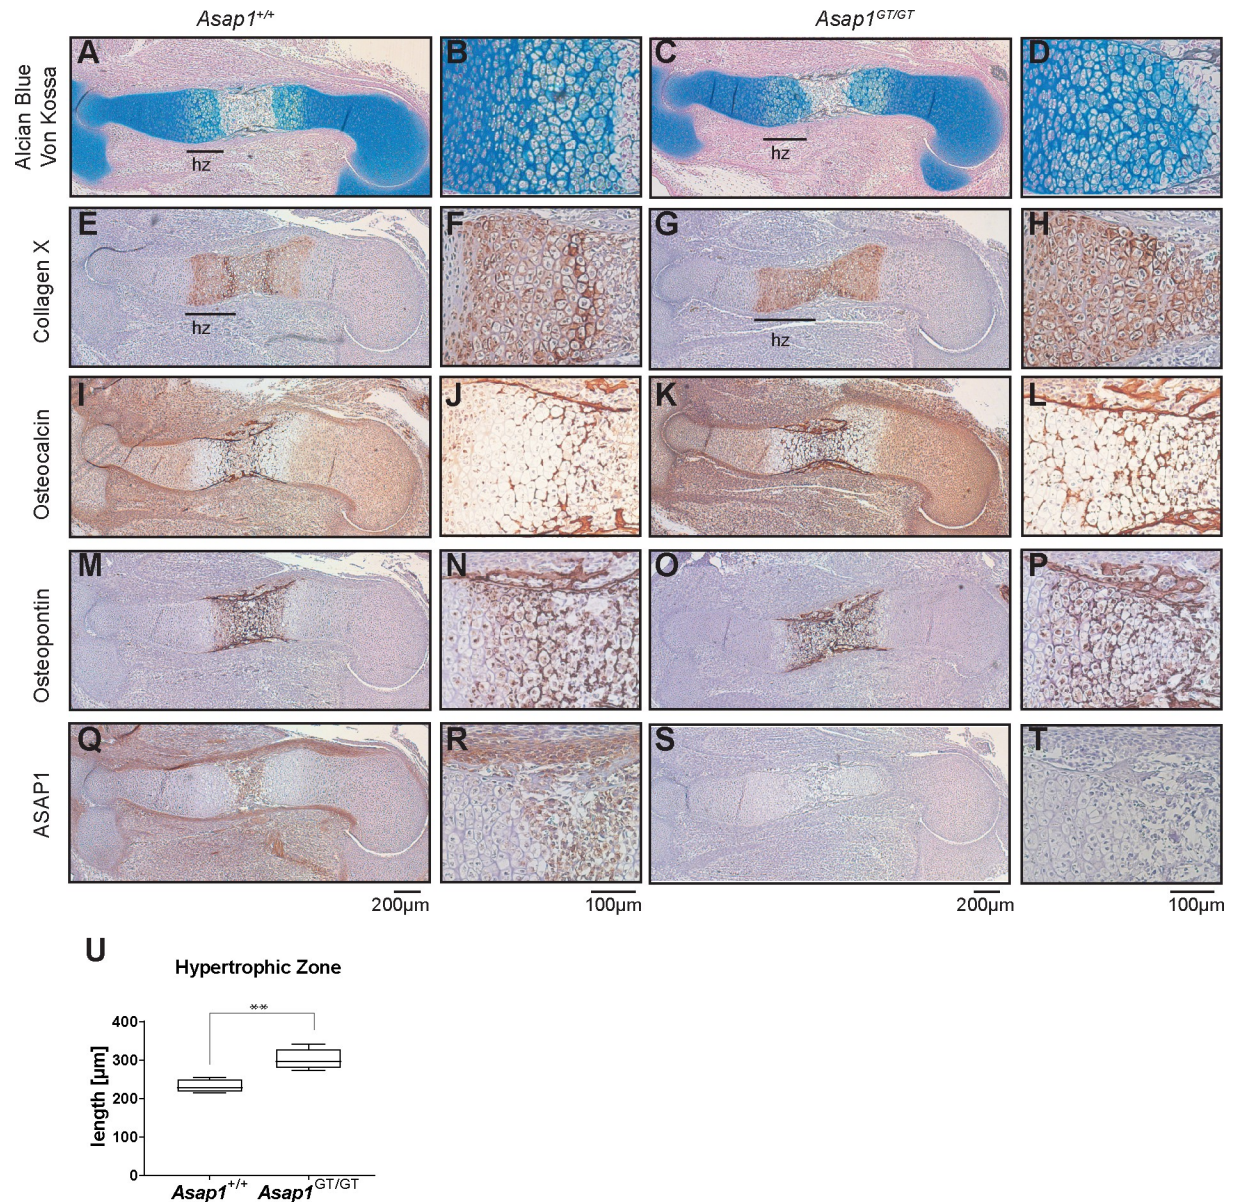 Asap1+/+ Asap1GT/GT
Alcian Blue
Von Kossa
A B C D
hz hz
Collagen X
E F G H
hz hz
Osteocalcin
I J K L
Osteopontin
M N O P
ASAP1
Q R S T
200µm 100µm 200µm 100µm
U
Hypertrophic Zone
**
length [µm]
400
300
200
100
0
Asap1+/+ Asap1GT/GT